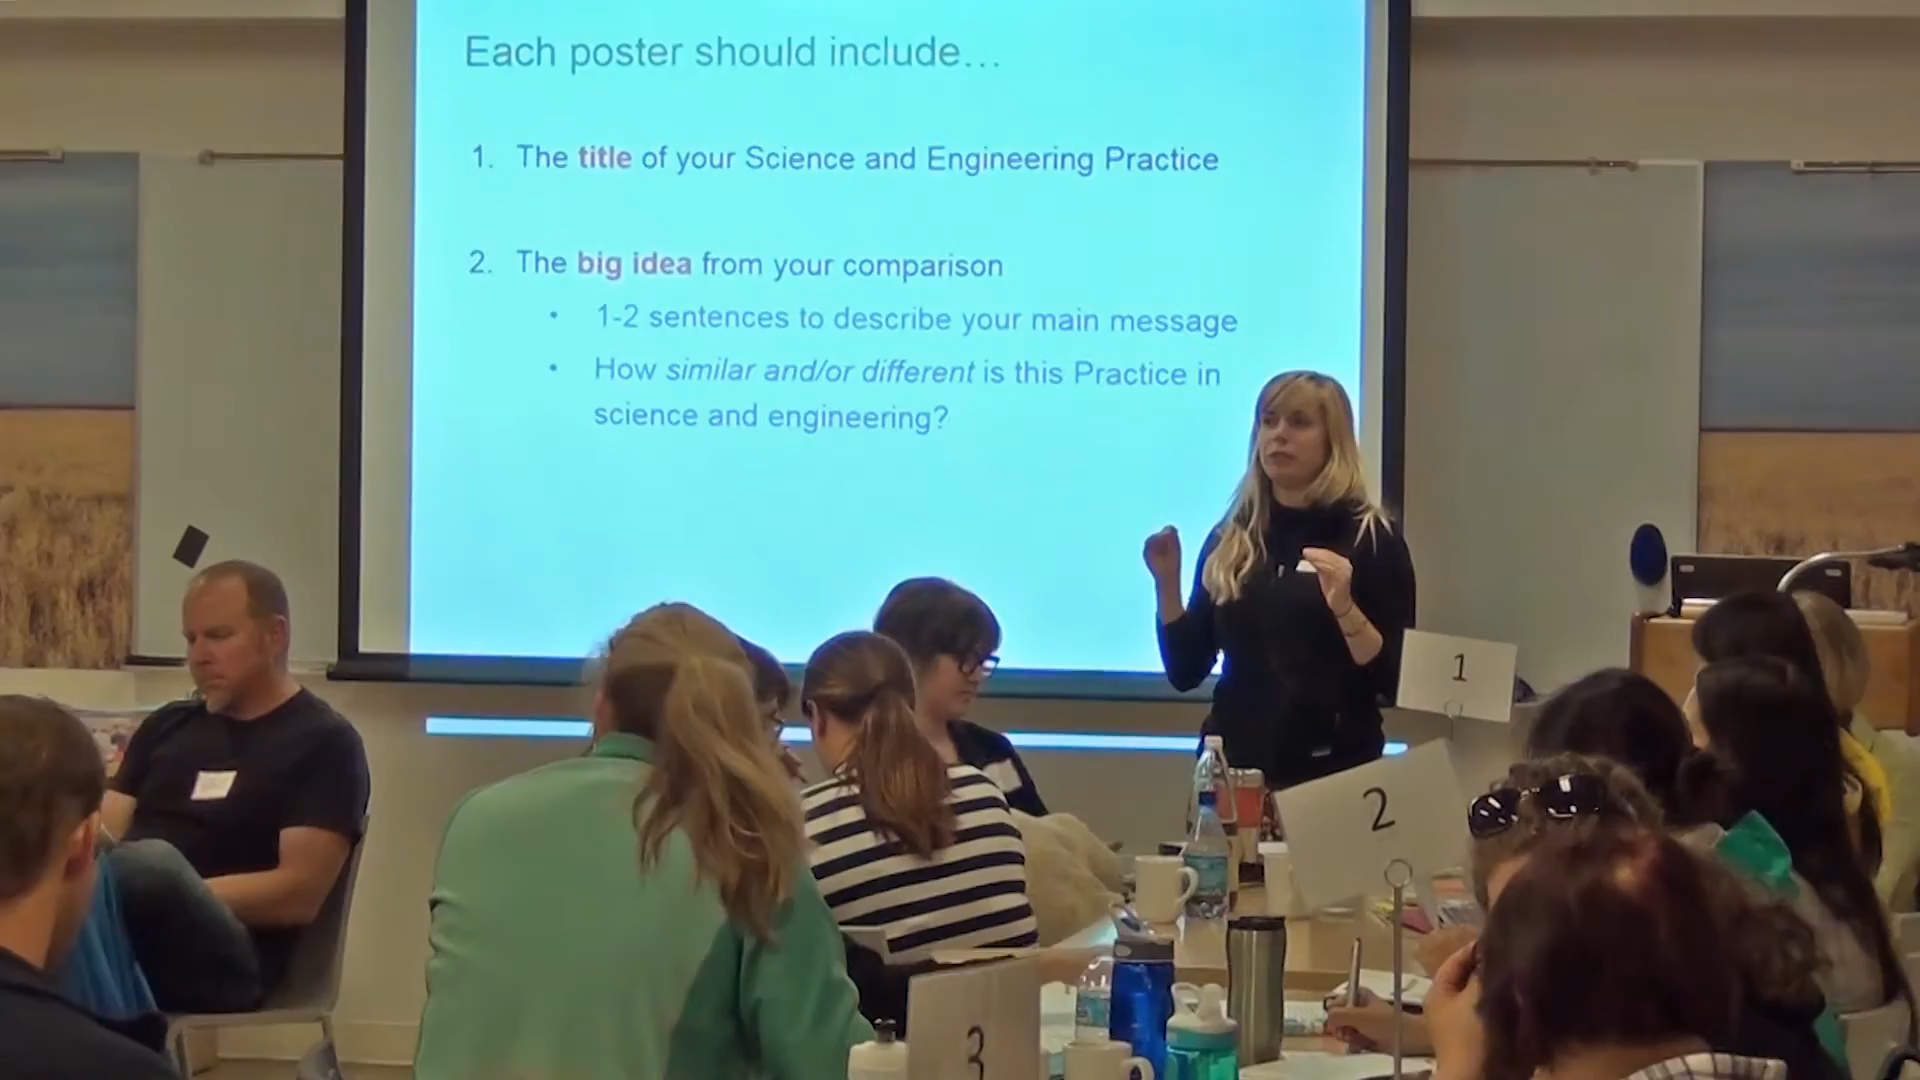 Each poster should include…
1. The title of your Science and Engineering Practice
2. The big idea from your comparison
• 1-2 sentences to describe your main message
• How similar and/or different is this Practice in
science and engineering?
1
2
3